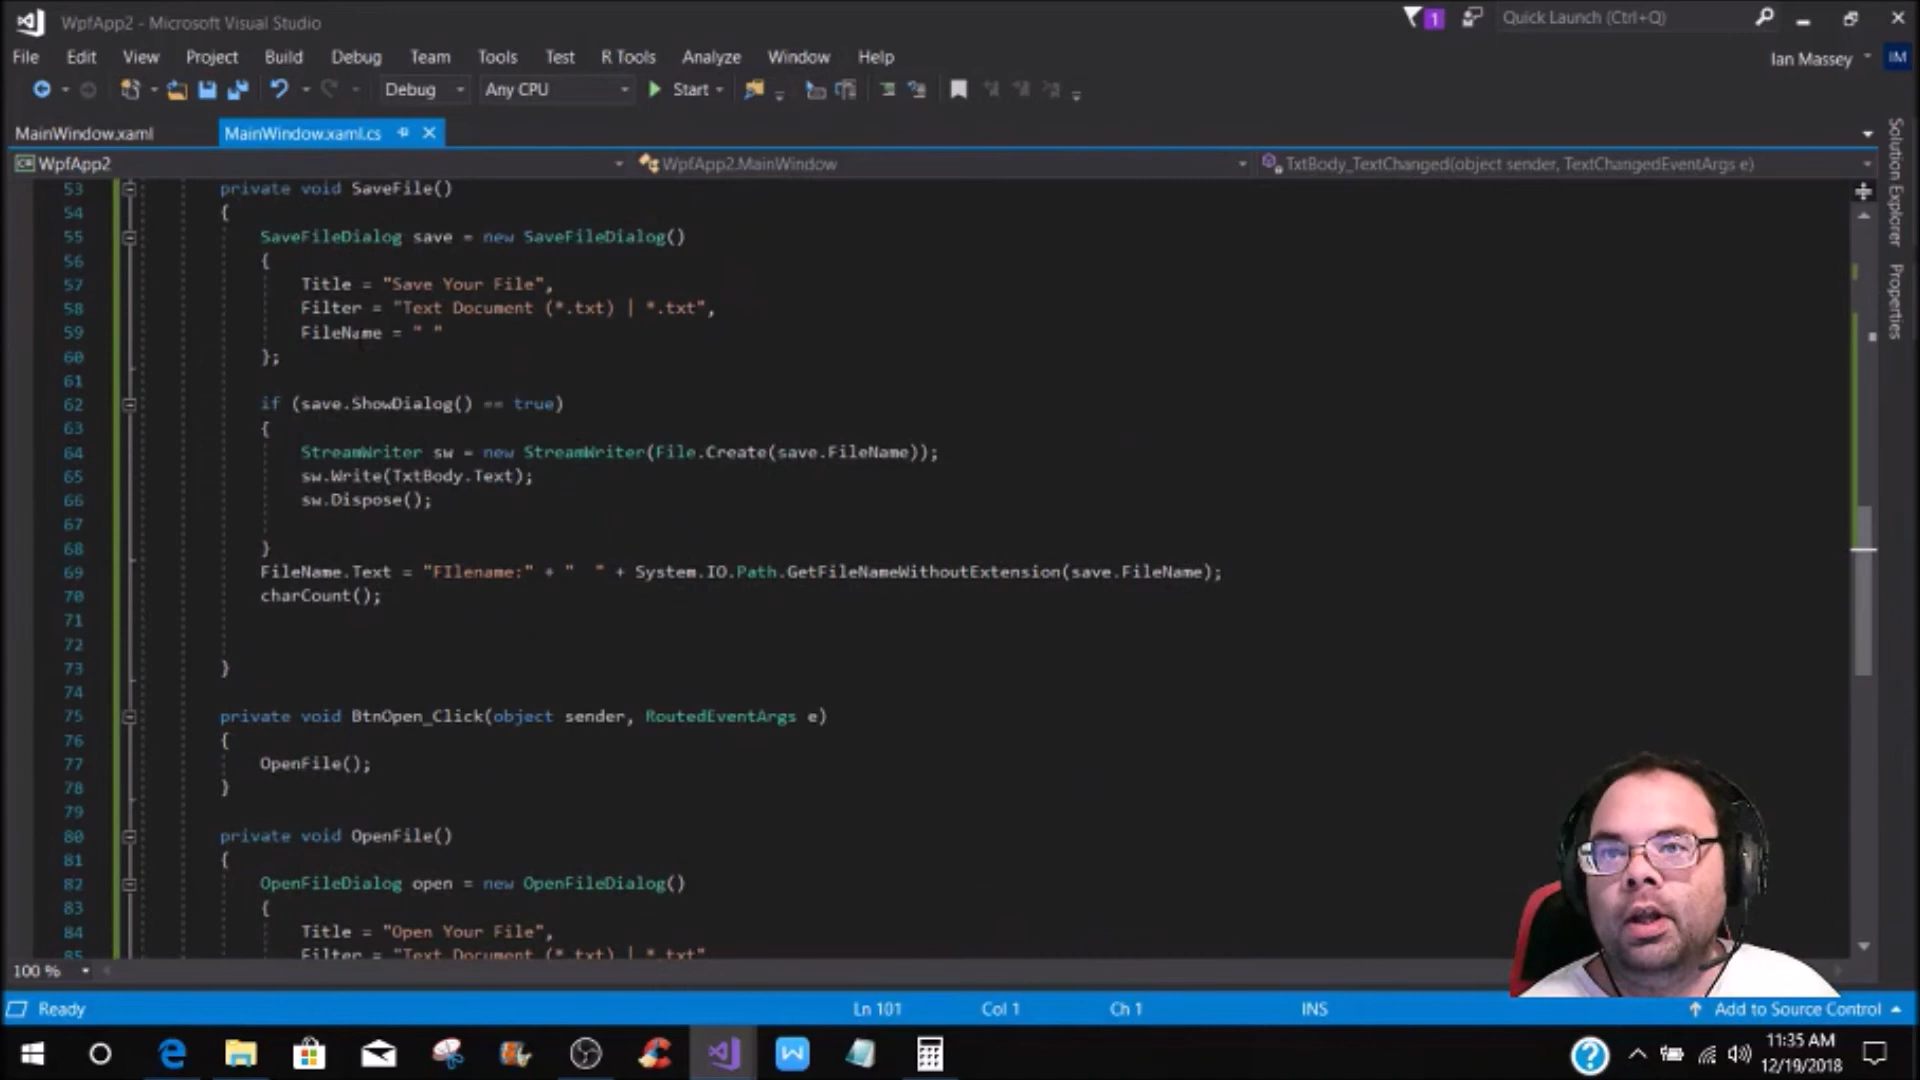 WpfApp2 - Microsoft Visual Studio
1
Quick Launch (Ctrl+Q)
File Edit View Project Build Debug Team Tools Test R Tools Analyze Window Help
Ian Massey
IM
Debug
Any CPU
Start
MainWindow.xaml
MainWindow.xaml.cs
WpfApp2
WpfApp2.MainWindow
TxtBody_TextChanged(object sender, TextChangedEventArgs e)
Solution Explorer
Properties
53 private void SaveFile()
54 {
55 SaveFileDialog save = new SaveFileDialog()
56 {
57 Title = "Save Your File",
58 Filter = "Text Document (*.txt) | *.txt",
59 FileName = " "
60 };
61
62 if (save.ShowDialog() == true)
63 {
64 StreamWriter sw = new StreamWriter(File.Create(save.FileName));
65 sw.Write(TxtBody.Text);
66 sw.Dispose();
67
68 }
69 FileName.Text = "FIlename:" + "  " + System.IO.Path.GetFileNameWithoutExtension(save.FileName);
70 charCount();
71
72
73 }
74
75 private void BtnOpen_Click(object sender, RoutedEventArgs e)
76 {
77 OpenFile();
78 }
79
80 private void OpenFile()
81 {
82 OpenFileDialog open = new OpenFileDialog()
83 {
84 Title = "Open Your File",
85 Filter = "Text Document (*.txt) | *.txt"
100 %
Ready
Ln 101
Col 1
Ch 1
INS
Add to Source Control
11:35 AM
12/19/2018